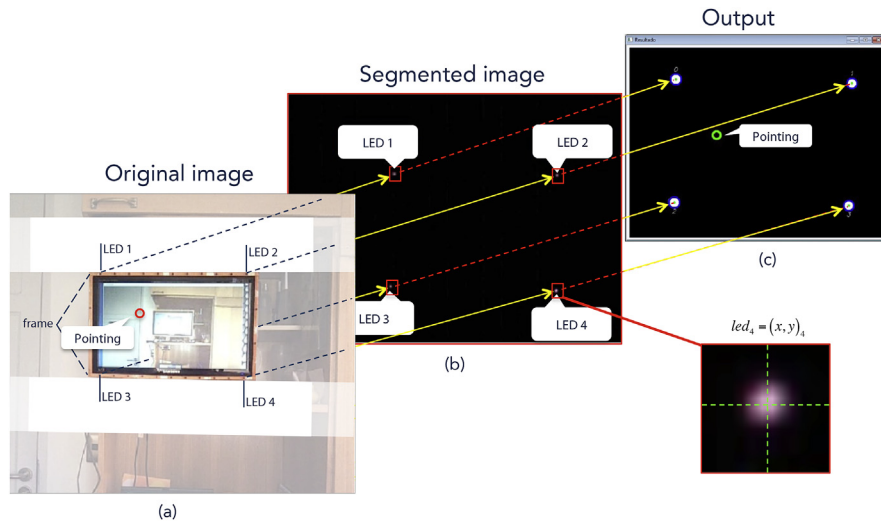 Output
Resultado
0
1
Pointing
2
3
(c)
Segmented image
LED 1
LED 2
LED 3
LED 4
(b)
Original image
LED 1
LED 2
frame
Pointing
LED 3
LED 4
(a)
led₄ = (x, y)₄